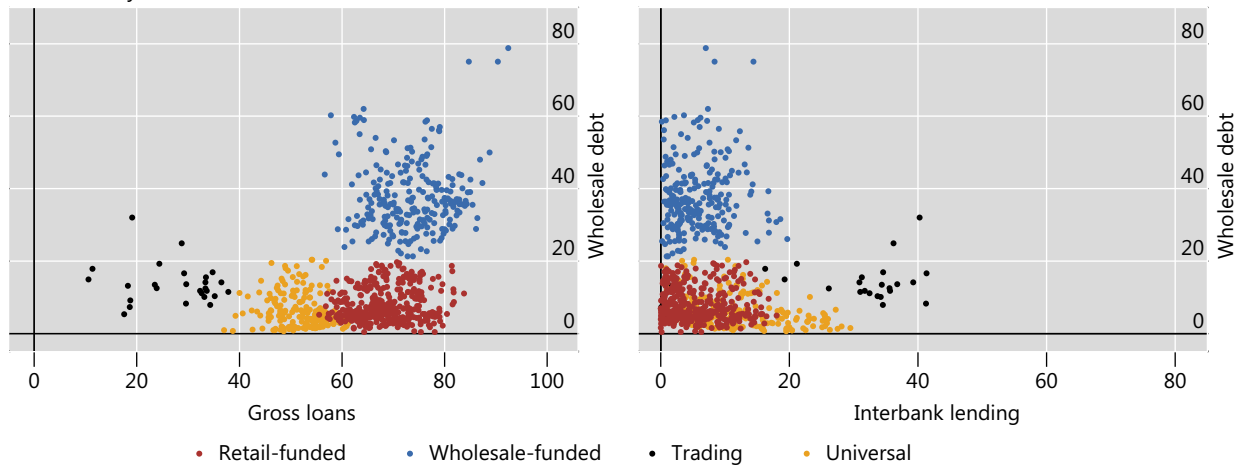 80
60
40
20
0
Wholesale debt
0 20 40 60 80 100
Gross loans
80
60
40
20
0
Wholesale debt
0 20 40 60 80
Interbank lending
Retail-funded Wholesale-funded Trading Universal